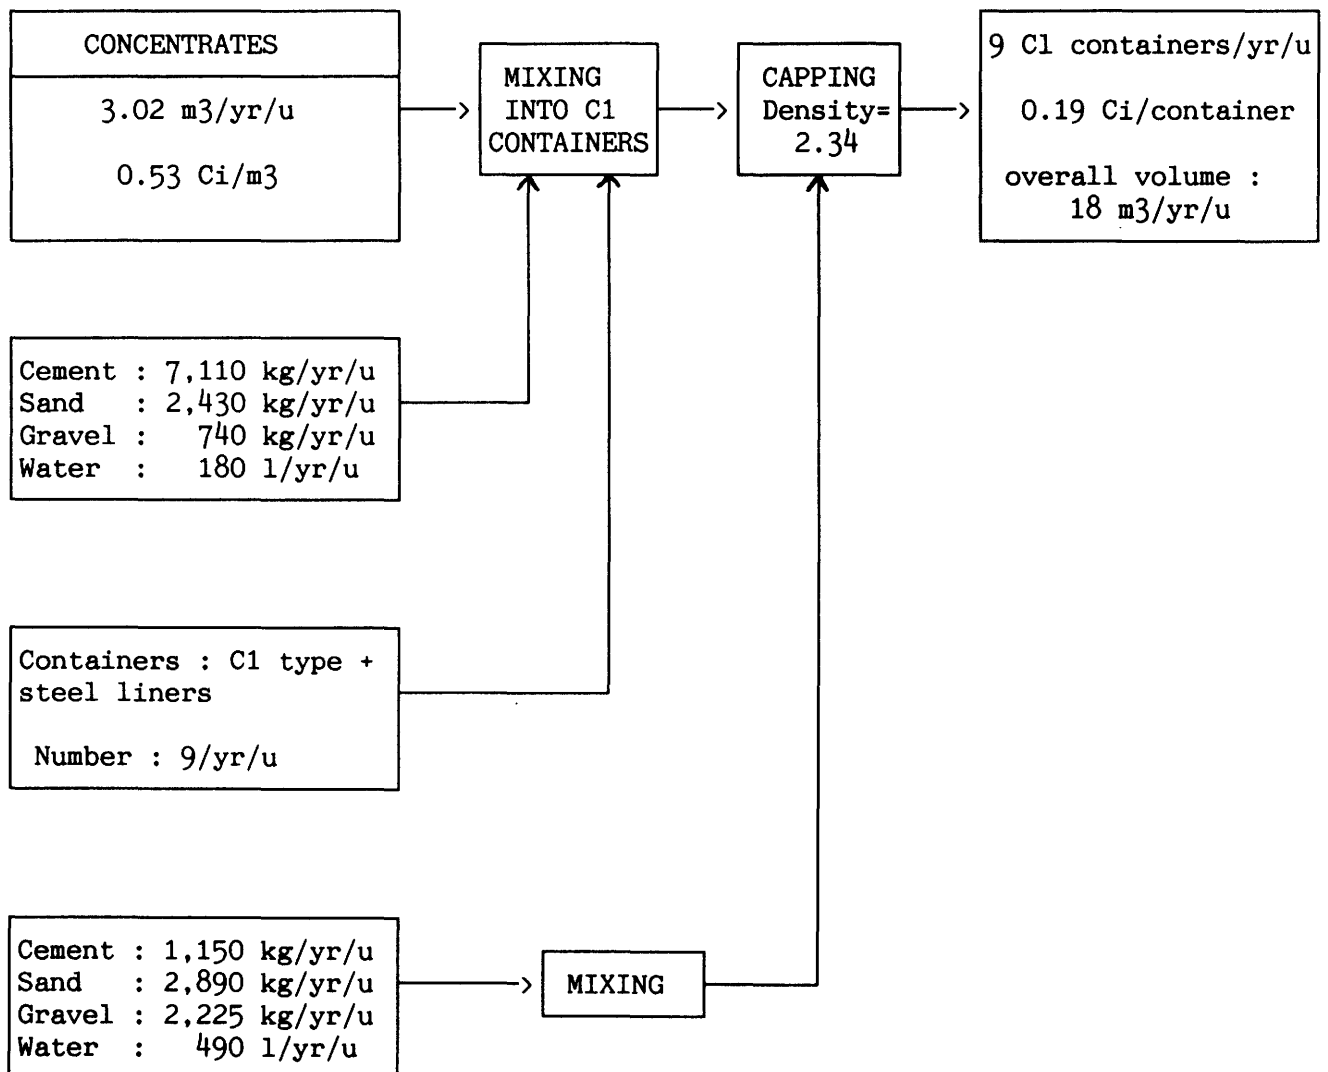 CONCENTRATES
3.02 m3/yr/u
0.53 Ci/m3
MIXING
INTO C1
CONTAINERS
CAPPING
Density=
2.34
9 Cl containers/yr/u
0.19 Ci/container
overall volume :
18 m3/yr/u
Cement : 7,110 kg/yr/u
Sand : 2,430 kg/yr/u
Gravel : 740 kg/yr/u
Water : 180 l/yr/u
Containers : C1 type +
steel liners
Number : 9/yr/u
Cement : 1,150 kg/yr/u
Sand : 2,890 kg/yr/u
Gravel : 2,225 kg/yr/u
Water : 490 l/yr/u
MIXING